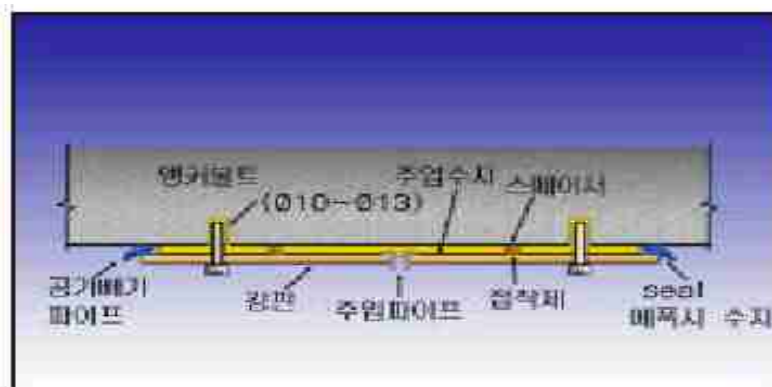 앵커볼트
(Ø10-Ø13)
주입수지
스페이서
공기빼기
파이프
강판
주입파이프
접착제
seal
에폭시 수지